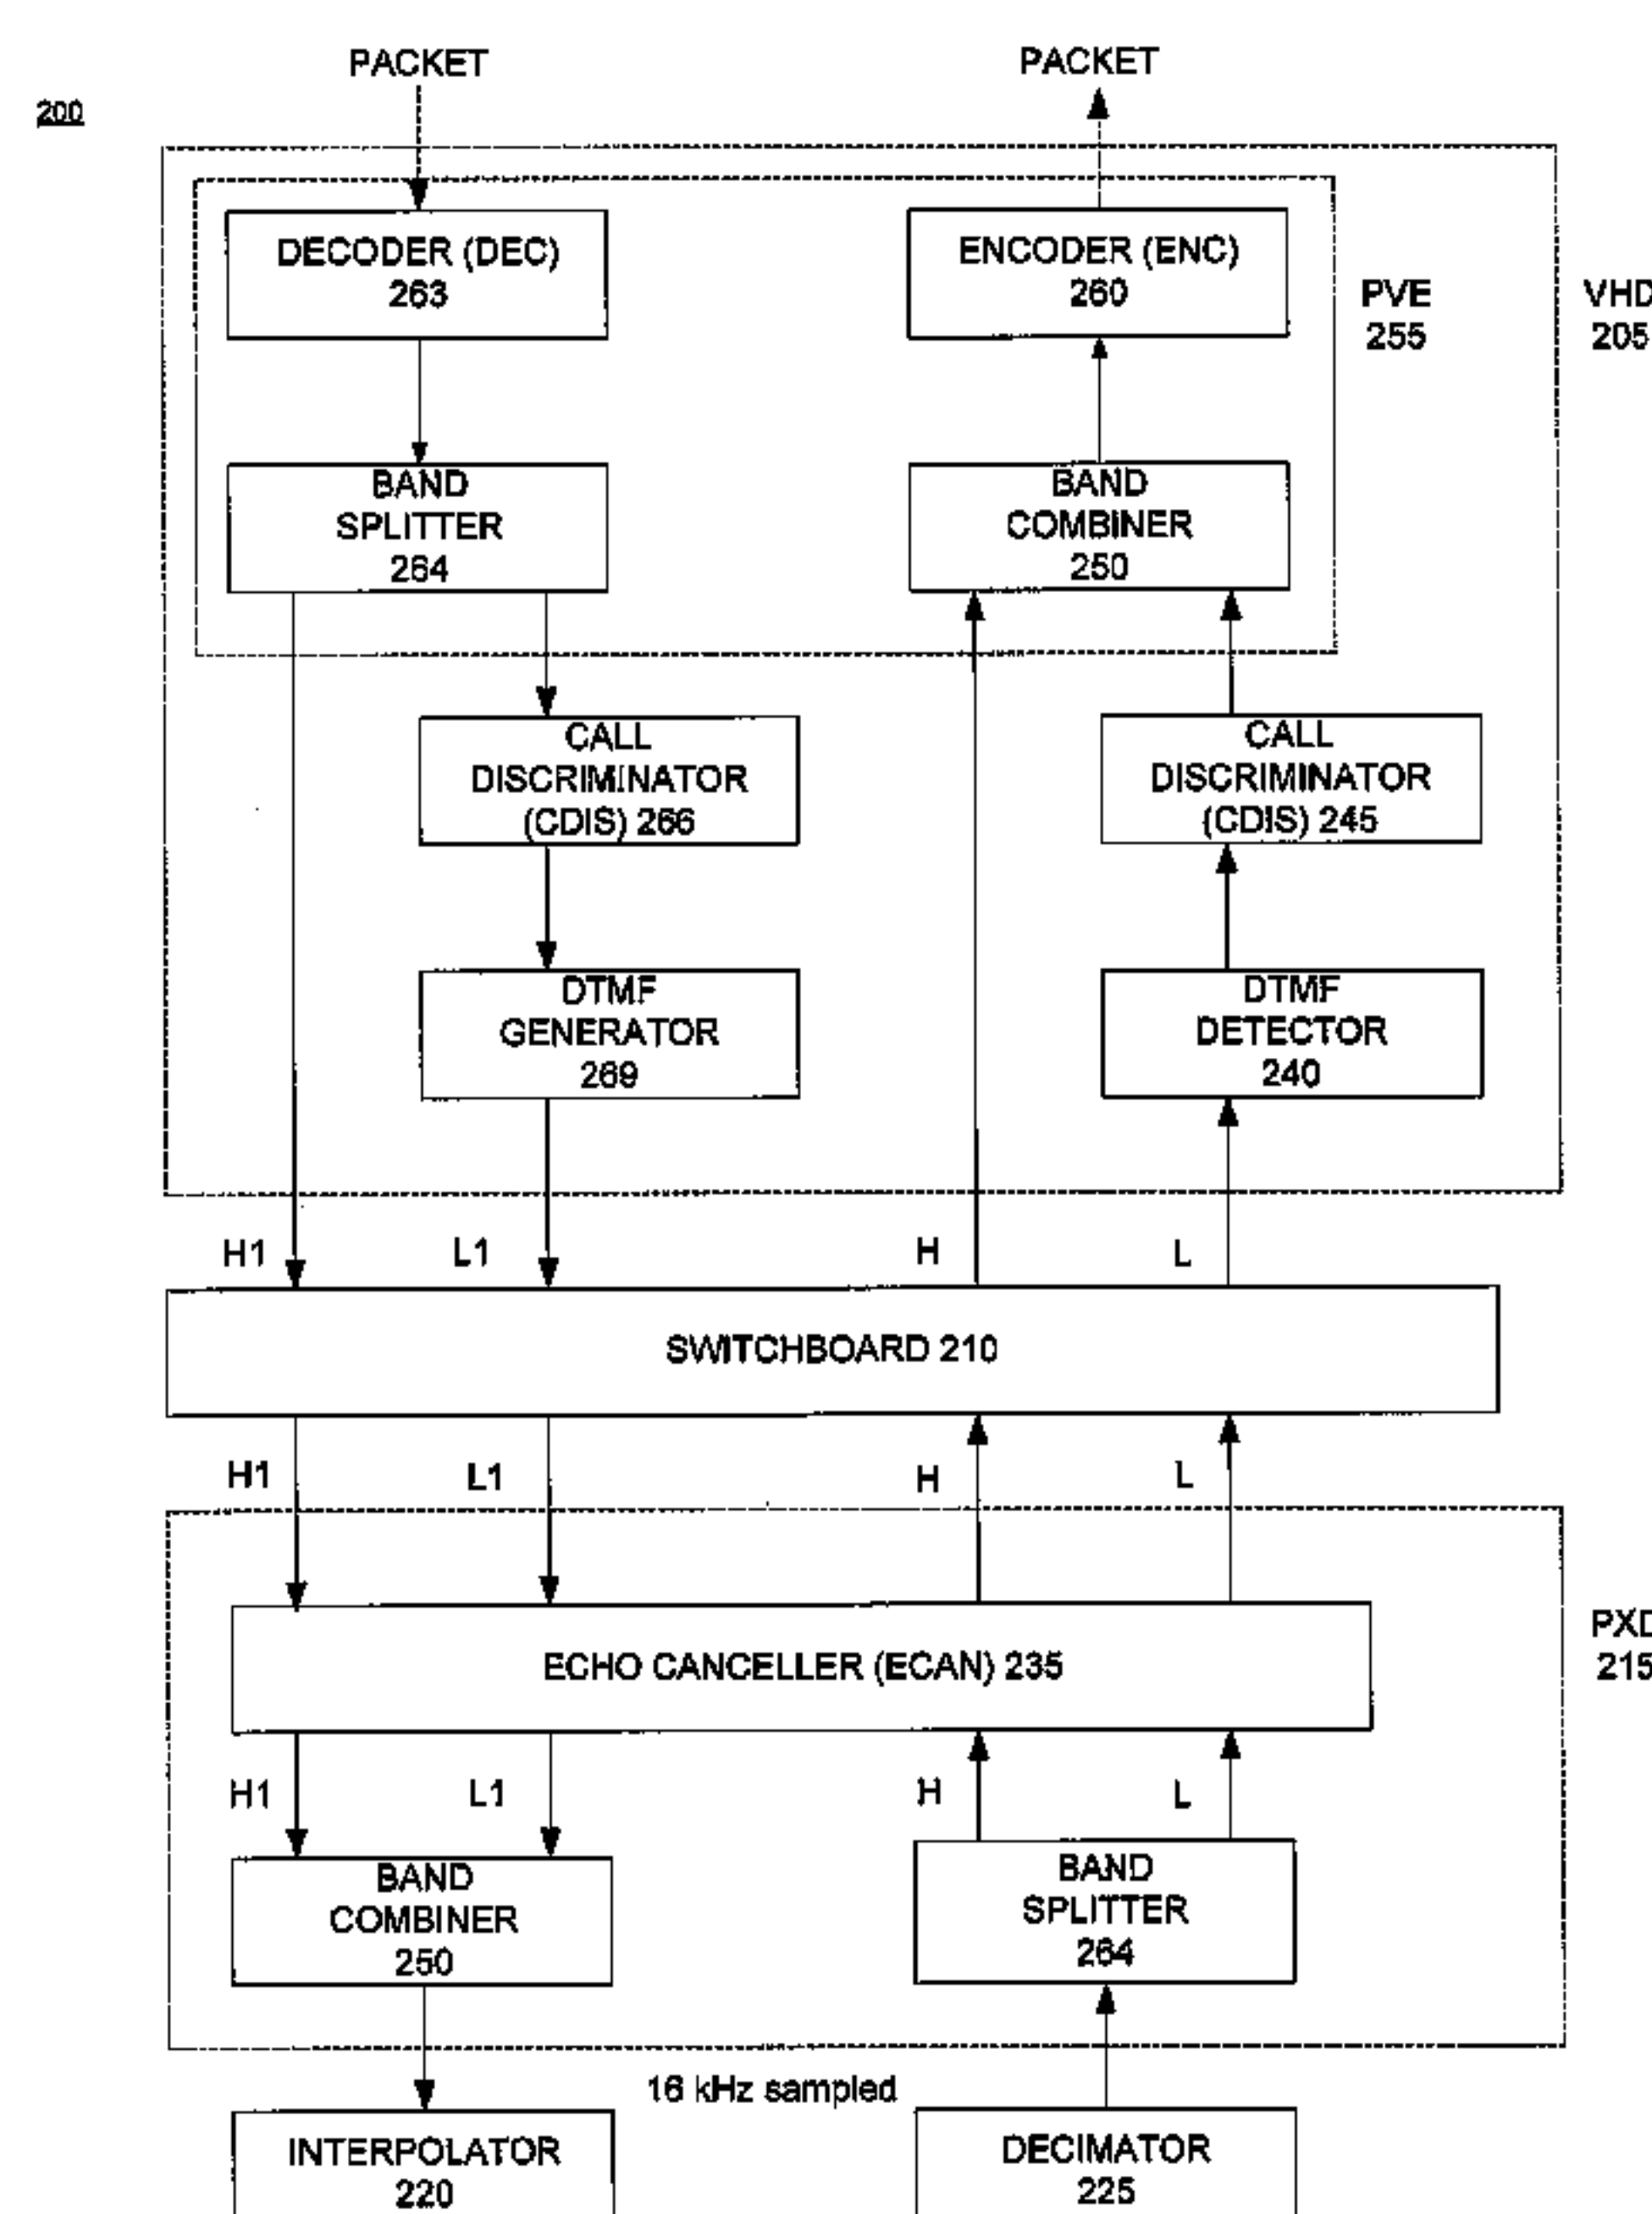 PACKET
PACKET
200
DECODER (DEC)
263
ENCODER (ENC)
260
PVE
255
VHD
205
BAND
SPLITTER
264
BAND
COMBINER
250
CALL
DISCRIMINATOR
(CDIS) 266
CALL
DISCRIMINATOR
(CDIS) 245
DTMF
GENERATOR
269
DTMF
DETECTOR
240
H1
L1
H
L
SWITCHBOARD 210
H1
L1
H
L
ECHO CANCELLER (ECAN) 235
PXD
215
H1
L1
H
L
BAND
COMBINER
250
BAND
SPLITTER
264
16 kHz sampled
INTERPOLATOR
220
DECIMATOR
225